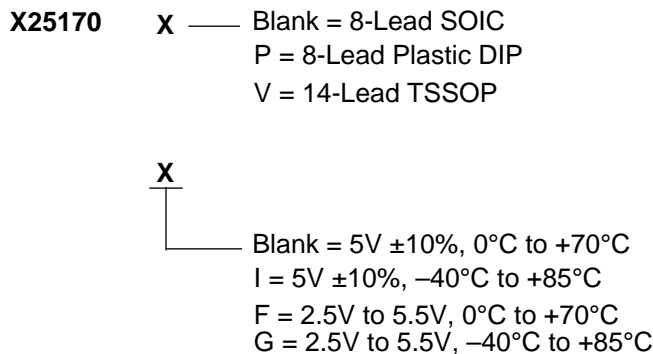 X25170 X Blank = 8-Lead SOIC
P = 8-Lead Plastic DIP
V = 14-Lead TSSOP
X
Blank = 5V ±10%, 0°C to +70°C
I = 5V ±10%, –40°C to +85°C
F = 2.5V to 5.5V, 0°C to +70°C
G = 2.5V to 5.5V, –40°C to +85°C